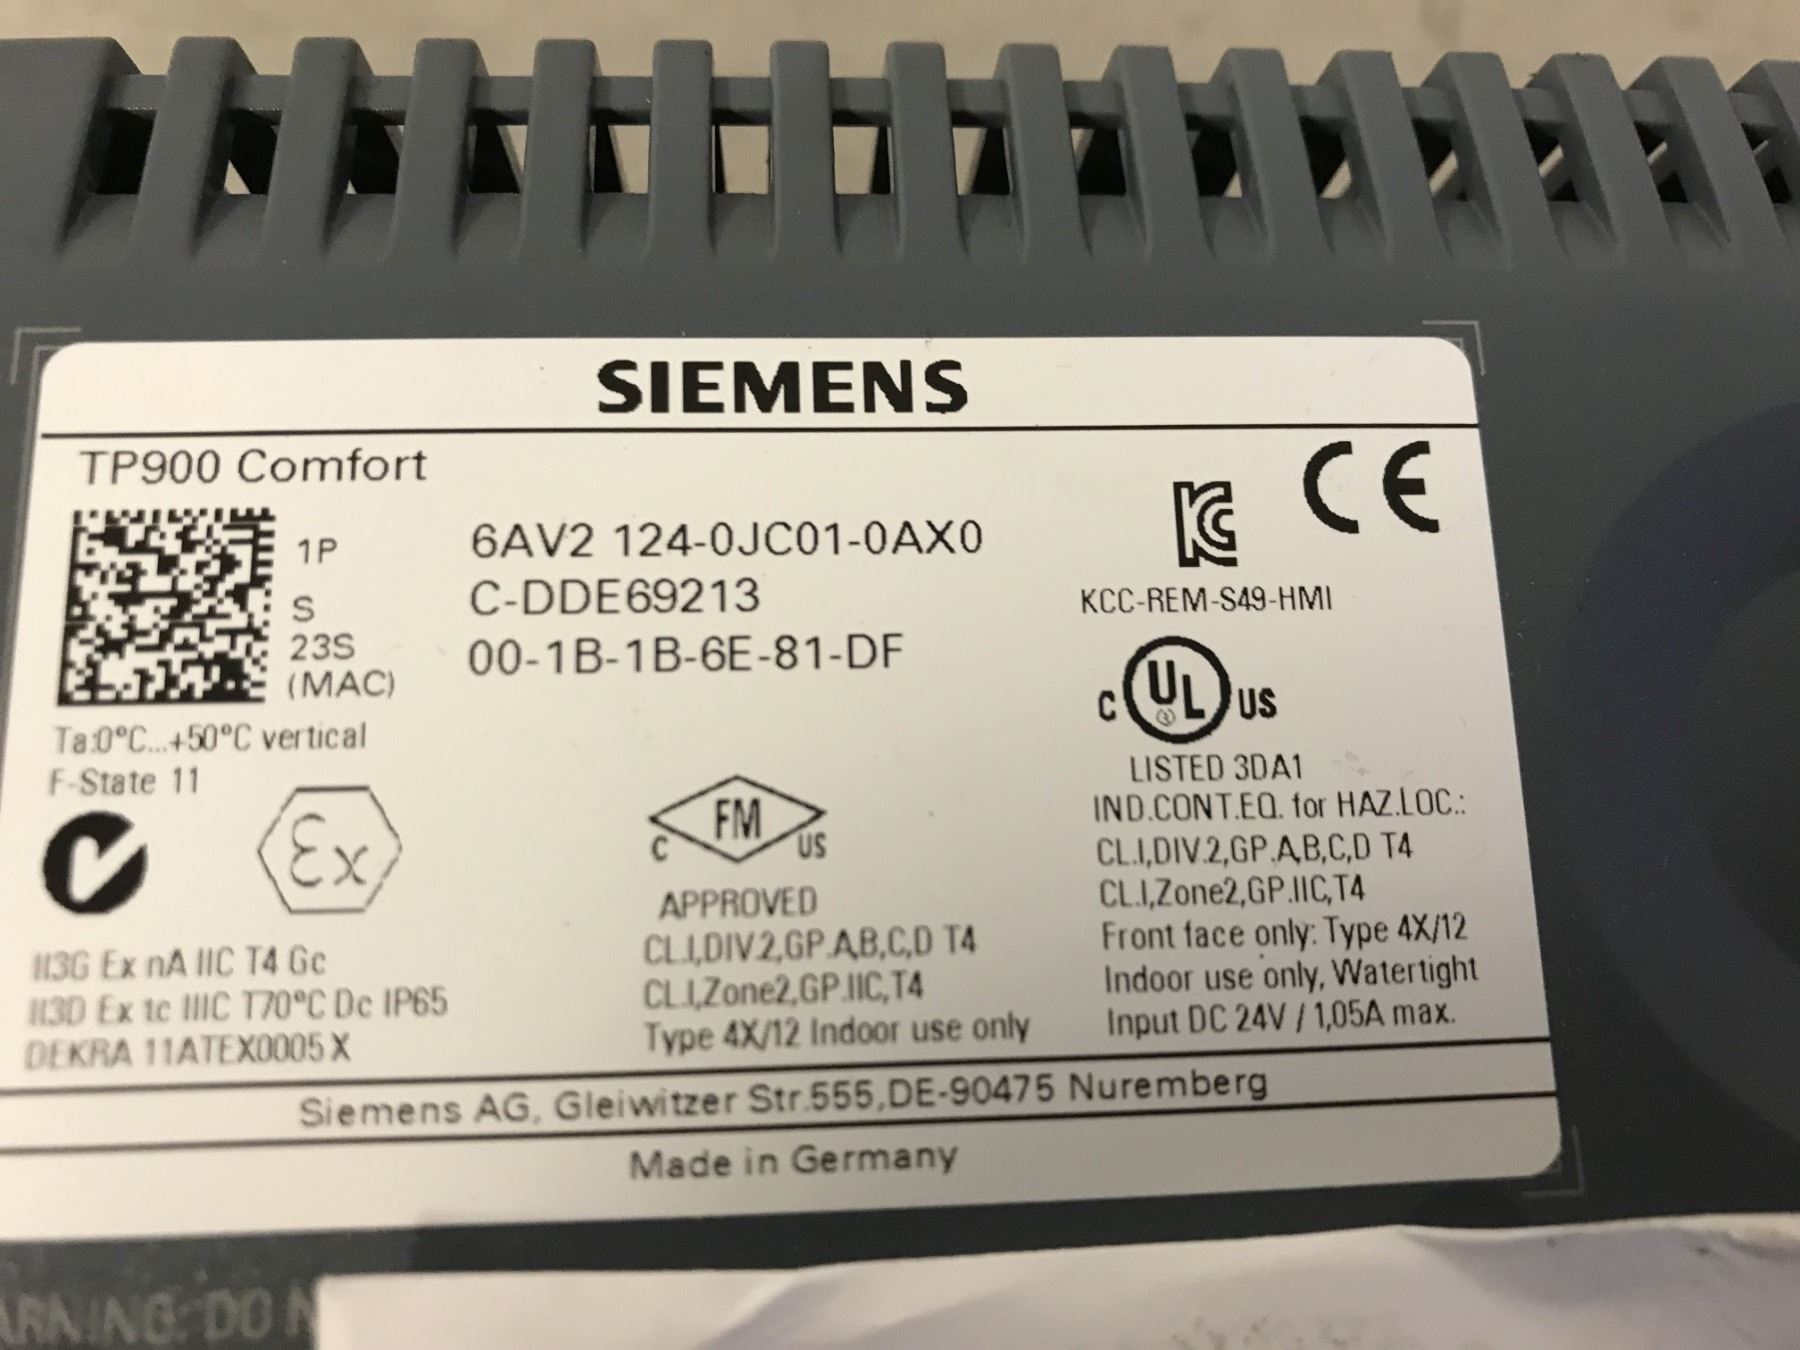 SIEMENS
TP900 Comfort
1P 6AV2 124-0JC01-0AX0
S C-DDE69213
23S
(MAC) 00-1B-1B-6E-81-DF
Ta:0°C...+50°C vertical
F-State 11
Ex
II3G Ex nA IIC T4 Gc
II3D Ex tc IIIC T70°C Dc IP65
DEKRA 11ATEX0005 X
FM
C US
APPROVED
CL.I,DIV.2,GP.A,B,C,D T4
CL.I,Zone2,GP.IIC,T4
Type 4X/12 Indoor use only
CE
KCC-REM-S49-HMI
C UL US
LISTED 3DA1
IND.CONT.EQ. for HAZ.LOC.:
CL.I,DIV.2,GP.A,B,C,D T4
CL.I,Zone2,GP.IIC,T4
Front face only: Type 4X/12
Indoor use only, Watertight
Input DC 24V / 1,05A max.
Siemens AG, Gleiwitzer Str.555,DE-90475 Nuremberg
Made in Germany
DO